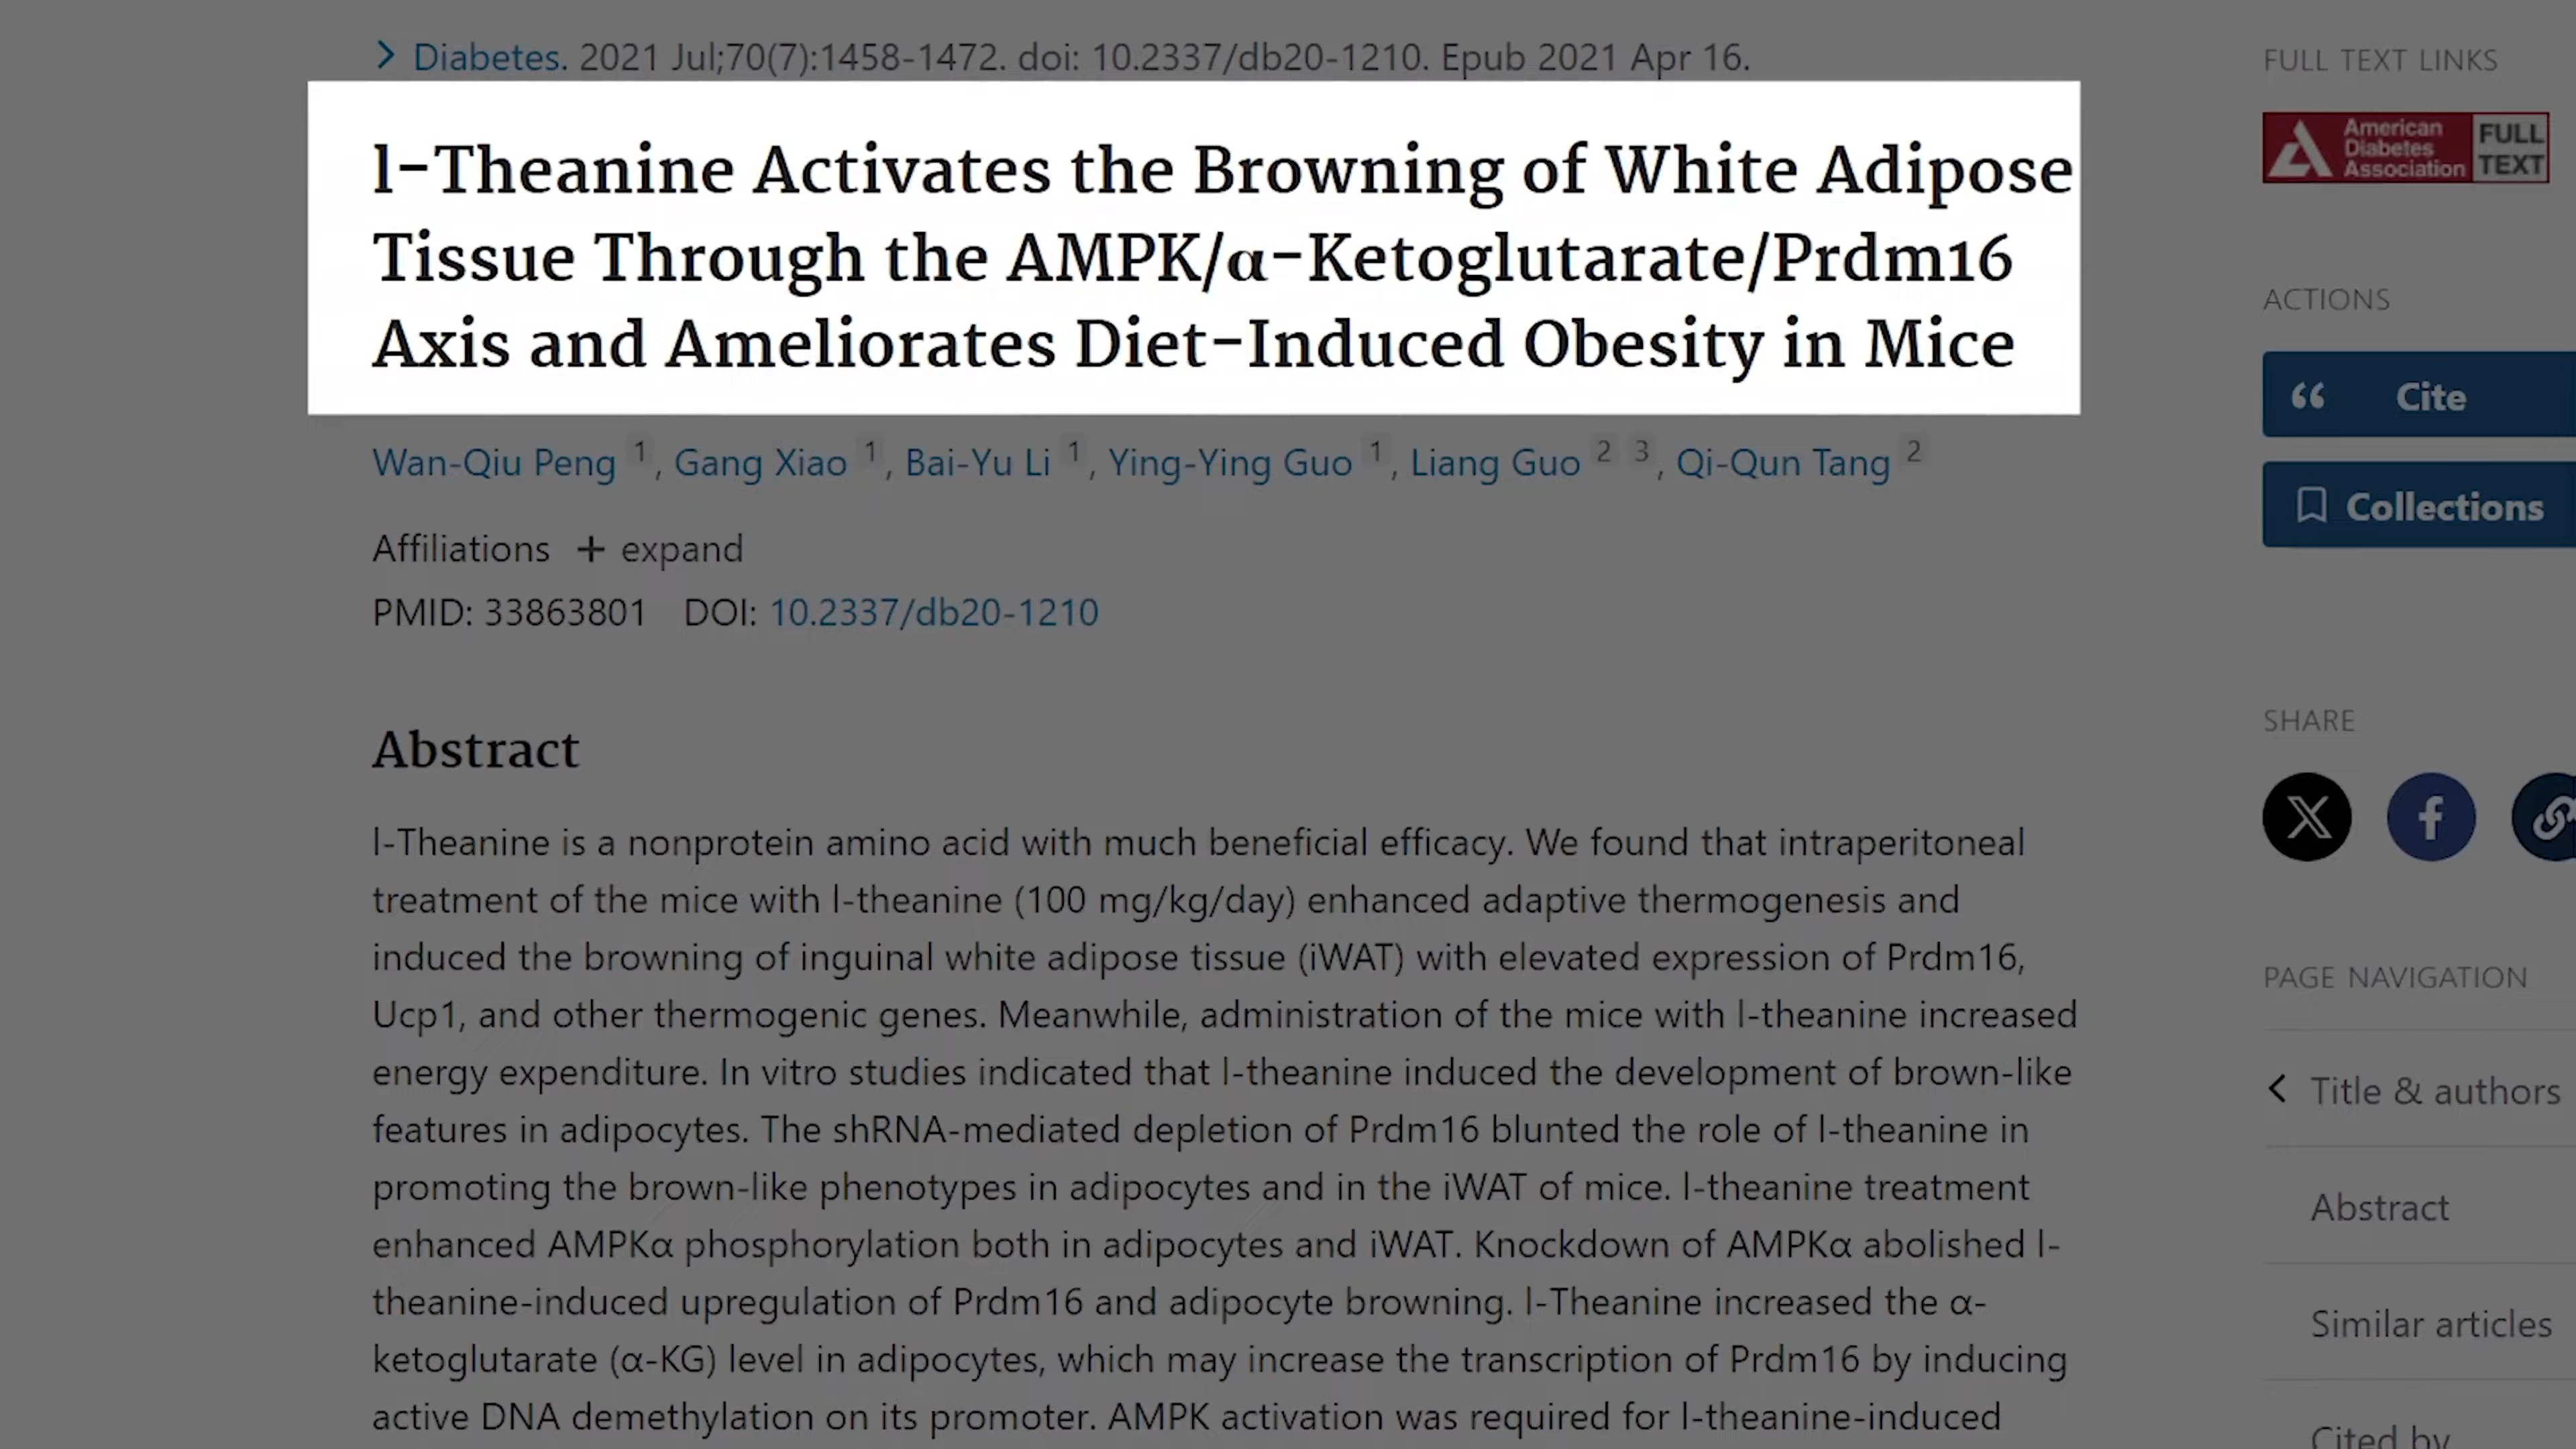 Diabetes. 2021 Jul;70(7):1458-1472. doi: 10.2337/db20-1210. Epub 2021 Apr 16.
l-Theanine Activates the Browning of White Adipose
Tissue Through the AMPK/α-Ketoglutarate/Prdm16
Axis and Ameliorates Diet-Induced Obesity in Mice
Wan-Qiu Peng 1, Gang Xiao 1, Bai-Yu Li 1, Ying-Ying Guo 1, Liang Guo 2 3, Qi-Qun Tang 2
Affiliations + expand
PMID: 33863801 DOI: 10.2337/db20-1210
Abstract
l-Theanine is a nonprotein amino acid with much beneficial efficacy. We found that intraperitoneal
treatment of the mice with l-theanine (100 mg/kg/day) enhanced adaptive thermogenesis and
induced the browning of inguinal white adipose tissue (iWAT) with elevated expression of Prdm16,
Ucp1, and other thermogenic genes. Meanwhile, administration of the mice with l-theanine increased
energy expenditure. In vitro studies indicated that l-theanine induced the development of brown-like
features in adipocytes. The shRNA-mediated depletion of Prdm16 blunted the role of l-theanine in
promoting the brown-like phenotypes in adipocytes and in the iWAT of mice. l-theanine treatment
enhanced AMPKα phosphorylation both in adipocytes and iWAT. Knockdown of AMPKα abolished l-
theanine-induced upregulation of Prdm16 and adipocyte browning. l-Theanine increased the α-
ketoglutarate (α-KG) level in adipocytes, which may increase the transcription of Prdm16 by inducing
active DNA demethylation on its promoter. AMPK activation was required for l-theanine-induced
FULL TEXT LINKS
American
Diabetes
Association
FULL
TEXT
ACTIONS
Cite
Collections
SHARE
PAGE NAVIGATION
Title & authors
Abstract
Similar articles
Cited by